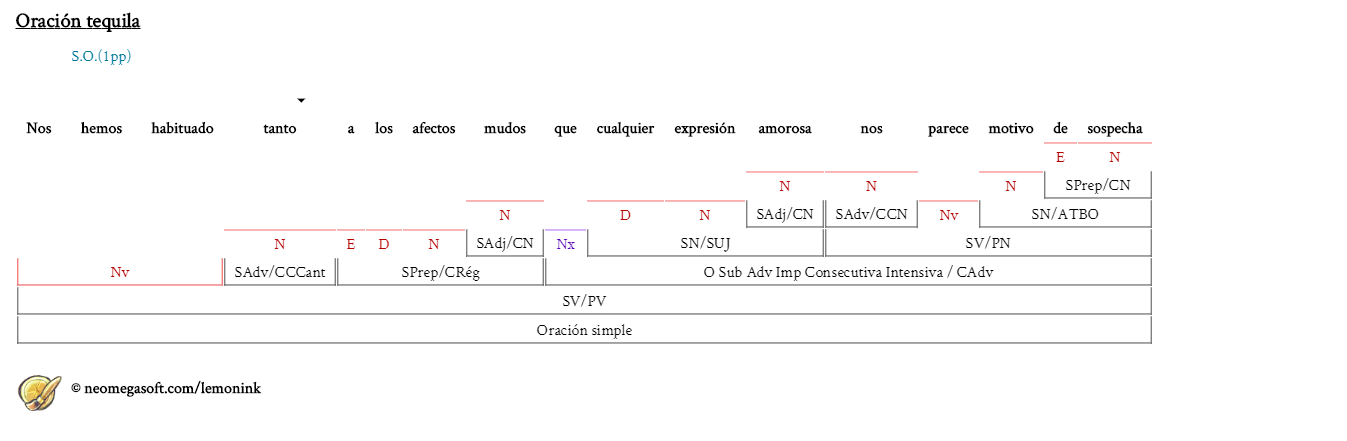 Oración tequila
S.O.(1pp)
Nos hemos habituado tanto a los afectos mudos que cualquier expresión amorosa nos parece motivo de sospecha
E N
N N N SPrep/CN
N D N SAdj/CN SAdv/CCN Nv SN/ATBO
N E D N SAdj/CN Nx SN/SUJ SV/PN
Nv SAdv/CCCant SPrep/CRég O Sub Adv Imp Consecutiva Intensiva / CAdv
SV/PV
Oración simple
© neomegasoft.com/lemonink